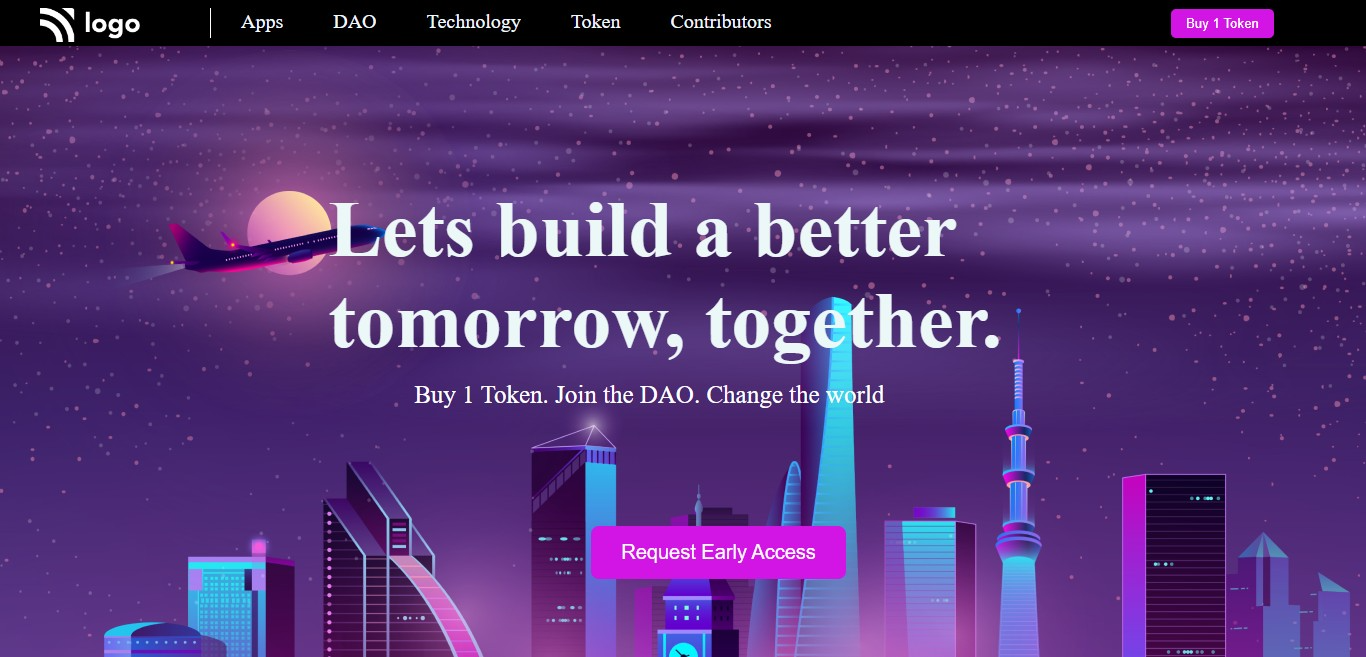 logo
Apps
DAO
Technology
Token
Contributors
Buy 1 Token
Lets build a better
tomorrow, together.
Buy 1 Token. Join the DAO. Change the world
Request Early Access